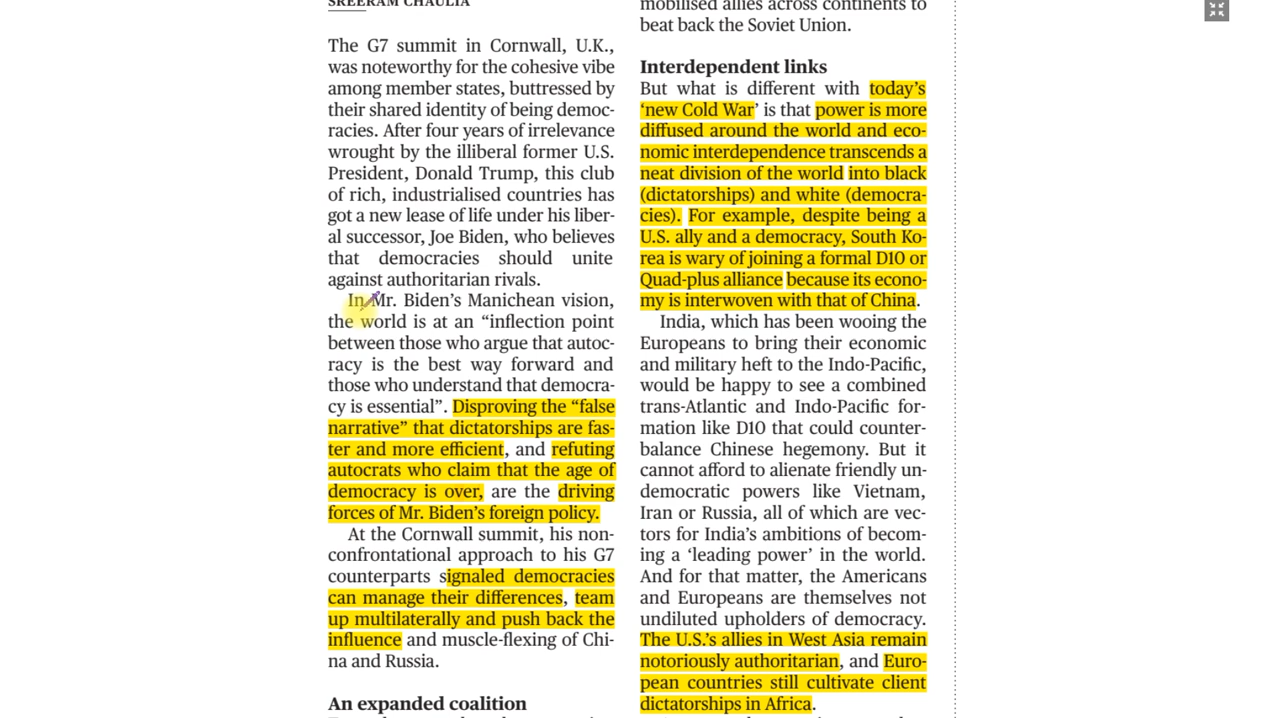 SREERAM CHAULIA
The G7 summit in Cornwall, U.K.,
was noteworthy for the cohesive vibe
among member states, buttressed by
their shared identity of being democ-
racies. After four years of irrelevance
wrought by the illiberal former U.S.
President, Donald Trump, this club
of rich, industrialised countries has
got a new lease of life under his liber-
al successor, Joe Biden, who believes
that democracies should unite
against authoritarian rivals.
In Mr. Biden’s Manichean vision,
the world is at an “inflection point
between those who argue that autoc-
racy is the best way forward and
those who understand that democra-
cy is essential”. Disproving the “false
narrative” that dictatorships are fas-
ter and more efficient, and refuting
autocrats who claim that the age of
democracy is over, are the driving
forces of Mr. Biden’s foreign policy.
At the Cornwall summit, his non-
confrontational approach to his G7
counterparts signaled democracies
can manage their differences, team
up multilaterally and push back the
influence and muscle-flexing of Chi-
na and Russia.
An expanded coalition
mobilised allies across continents to
beat back the Soviet Union.
Interdependent links
But what is different with today’s
‘new Cold War’ is that power is more
diffused around the world and eco-
nomic interdependence transcends a
neat division of the world into black
(dictatorships) and white (democra-
cies). For example, despite being a
U.S. ally and a democracy, South Ko-
rea is wary of joining a formal D10 or
Quad-plus alliance because its econo-
my is interwoven with that of China.
India, which has been wooing the
Europeans to bring their economic
and military heft to the Indo-Pacific,
would be happy to see a combined
trans-Atlantic and Indo-Pacific for-
mation like D10 that could counter-
balance Chinese hegemony. But it
cannot afford to alienate friendly un-
democratic powers like Vietnam,
Iran or Russia, all of which are vec-
tors for India’s ambitions of becom-
ing a ‘leading power’ in the world.
And for that matter, the Americans
and Europeans are themselves not
undiluted upholders of democracy.
The U.S.’s allies in West Asia remain
notoriously authoritarian, and Euro-
pean countries still cultivate client
dictatorships in Africa.